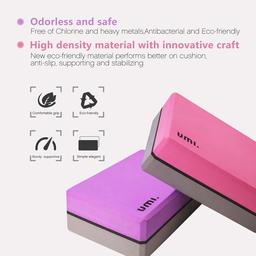 Odorless and safe
Free of Chlorine and heavy metals,Antibacterial and Eco-friendly
High density material with innovative craft
New eco-friendly material performs better on cushion,
anti-slip, supporting and stabilizing
Comfortable grip
Eco-friendly
Sturdy supportive
Simple elegant
umi.
umi.